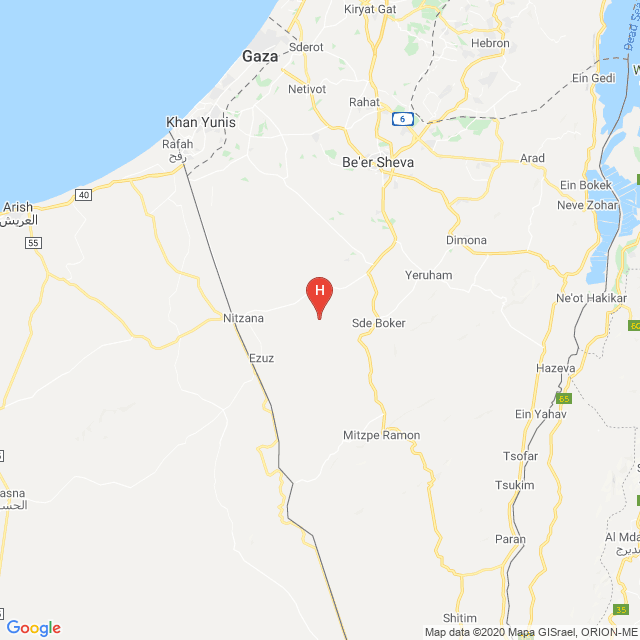 Kiryat Gat
Sderot
Hebron
Dead Sea
Gaza
Ein Gedi
Netivot
Rahat
Khan Yunis
6
Rafah
رفح
Be'er Sheva
Arad
Ein Bokek
40
Arish
العريش
Neve Zohar
55
Dimona
Yeruham
H
Ne'ot Hakikar
Nitzana
Sde Boker
Ezuz
Hazeva
65
Ein Yahav
Mitzpe Ramon
Tsofar
Tsukim
asna
Paran
Al Mda
35
Shitim
Google
Map data ©2020 Mapa GISrael, ORION-ME